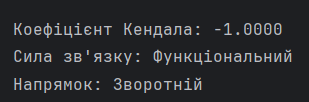 Коефіцієнт Кендала: -1.0000
Сила зв'язку: Функціональний
Напрямок: Зворотній